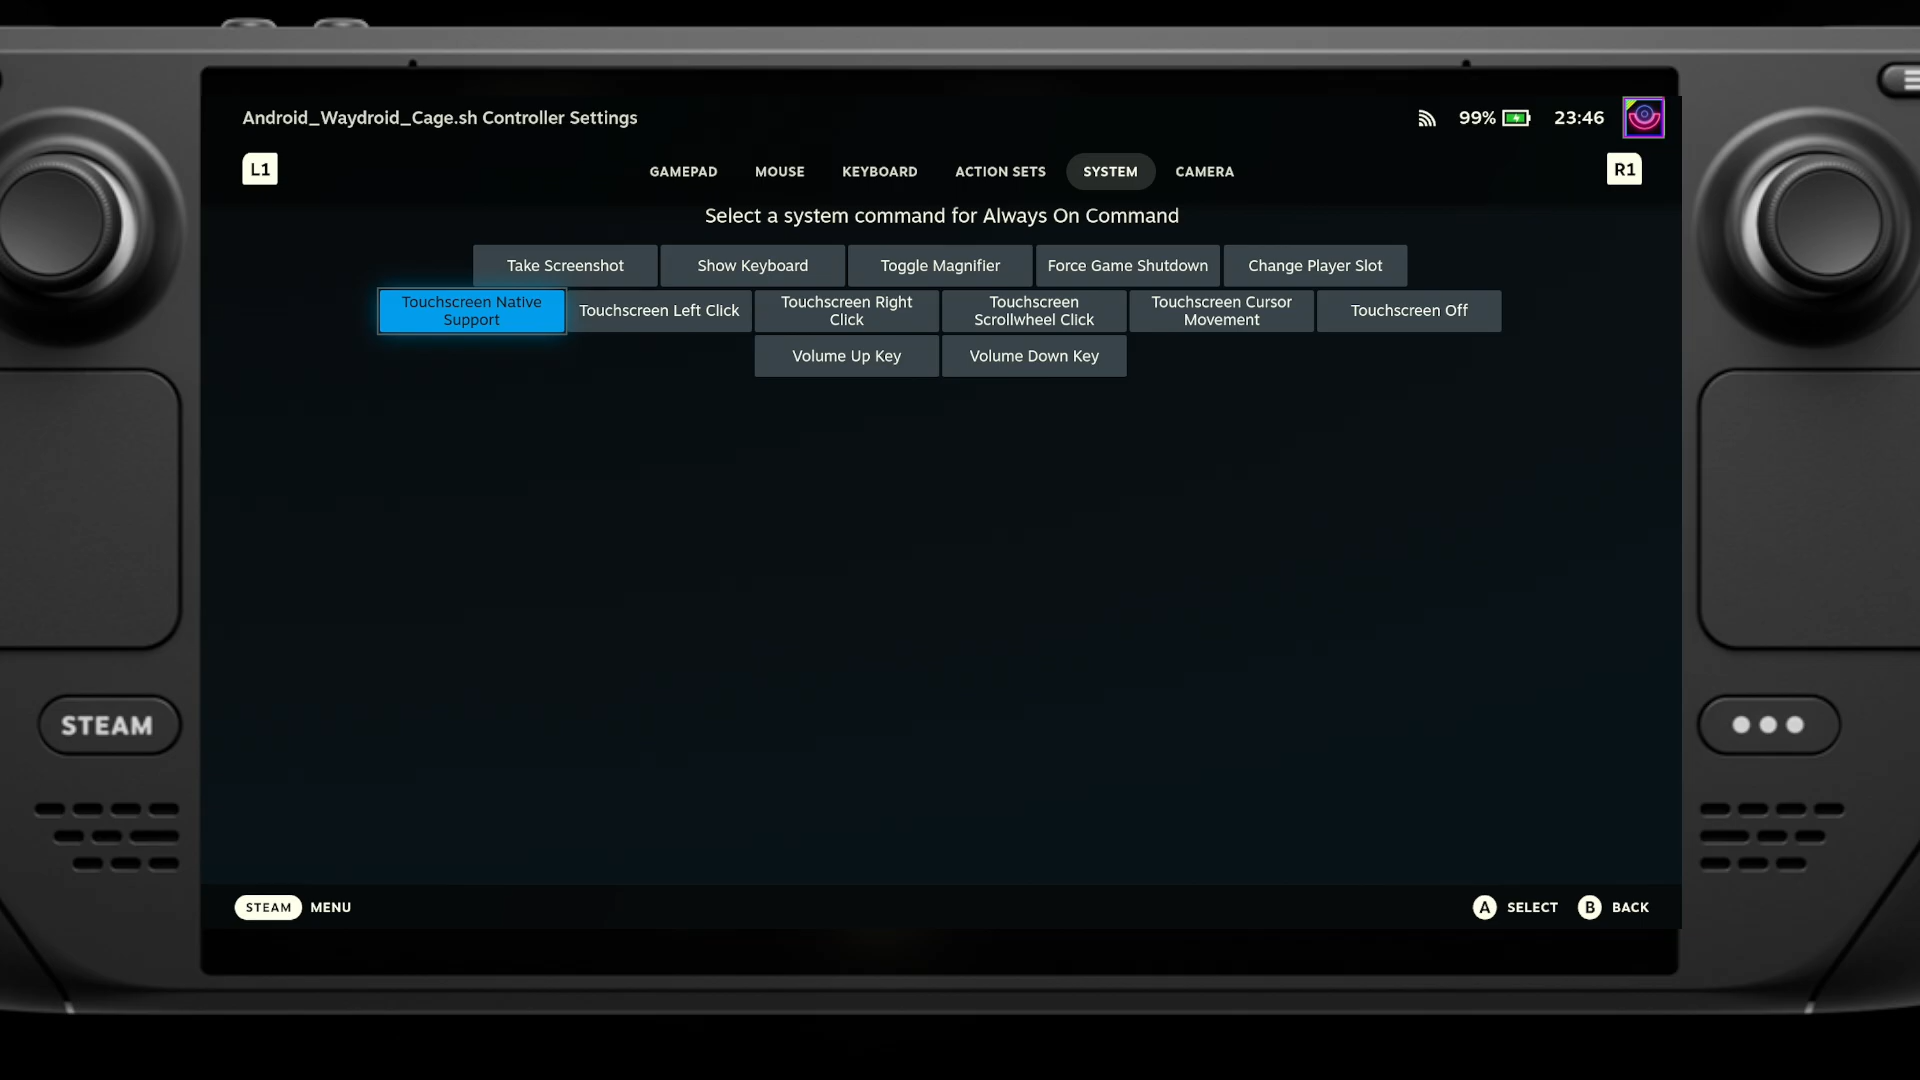 Android_Waydroid_Cage.sh Controller Settings
99%
23:46
L1
GAMEPAD
MOUSE
KEYBOARD
ACTION SETS
SYSTEM
CAMERA
R1
Select a system command for Always On Command
Take Screenshot
Show Keyboard
Toggle Magnifier
Force Game Shutdown
Change Player Slot
Touchscreen Native
Support
Touchscreen Left Click
Touchscreen Right
Click
Touchscreen
Scrollwheel Click
Touchscreen Cursor
Movement
Touchscreen Off
Volume Up Key
Volume Down Key
STEAM
STEAM
MENU
A
SELECT
B
BACK